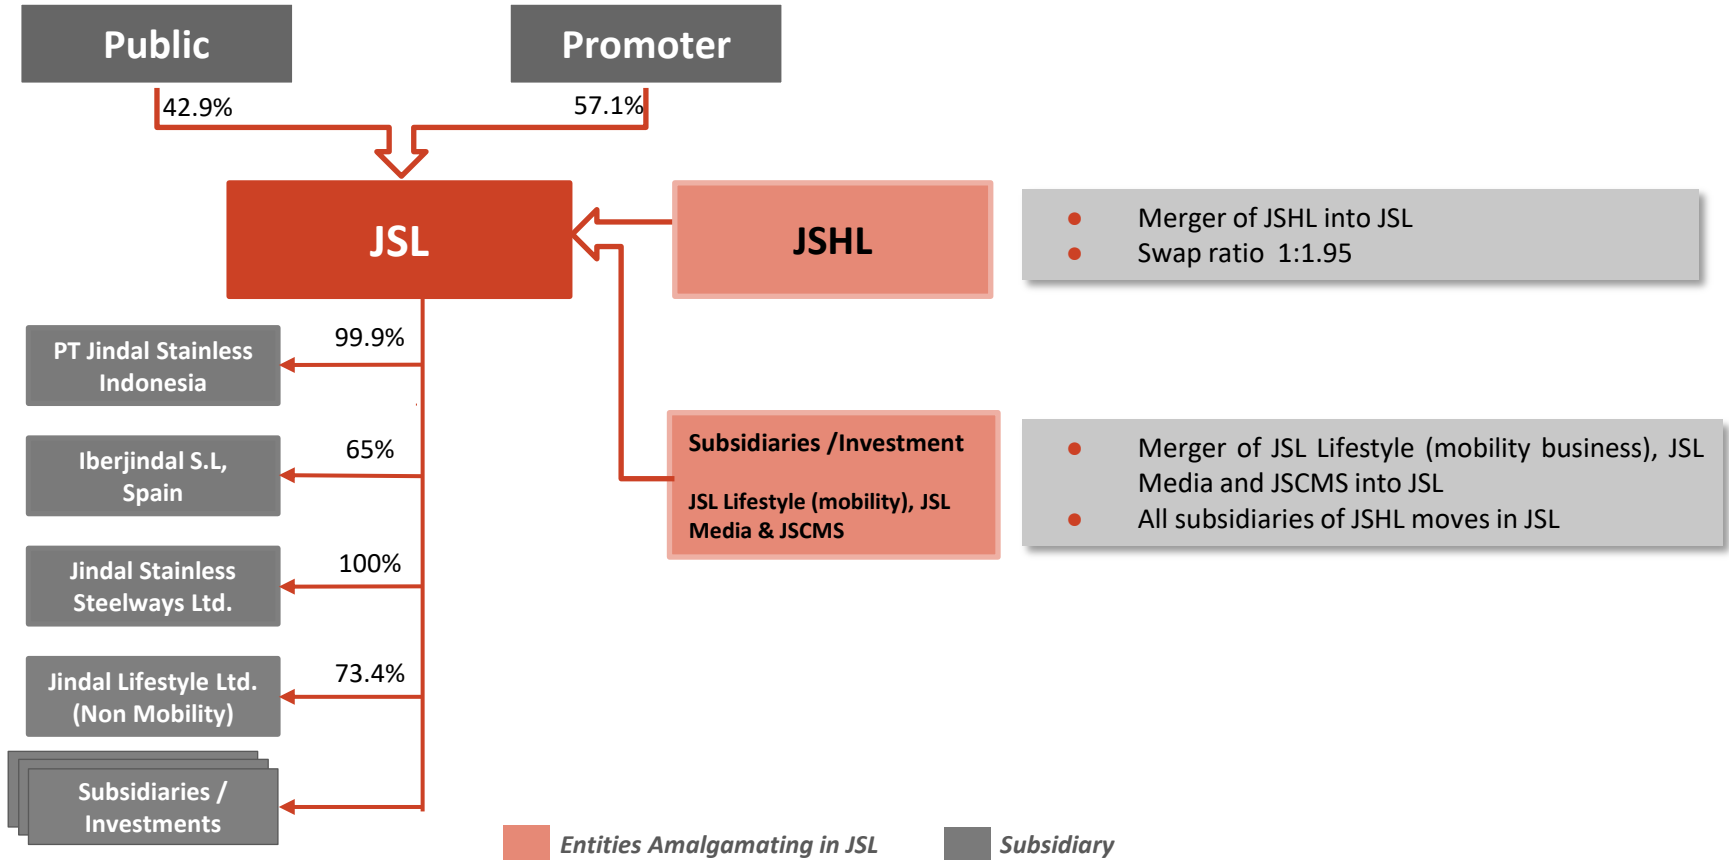 Public
Promoter
42.9%
57.1%
JSL
JSHL
● Merger of JSHL into JSL
● Swap ratio 1:1.95
PT Jindal Stainless
Indonesia
99.9%
Iberjindal S.L,
Spain
65%
Subsidiaries /Investment
JSL Lifestyle (mobility), JSL
Media & JSCMS
● Merger of JSL Lifestyle (mobility business), JSL
Media and JSCMS into JSL
● All subsidiaries of JSHL moves in JSL
Jindal Stainless
Steelways Ltd.
100%
Jindal Lifestyle Ltd.
(Non Mobility)
73.4%
Subsidiaries /
Investments
Entities Amalgamating in JSL
Subsidiary